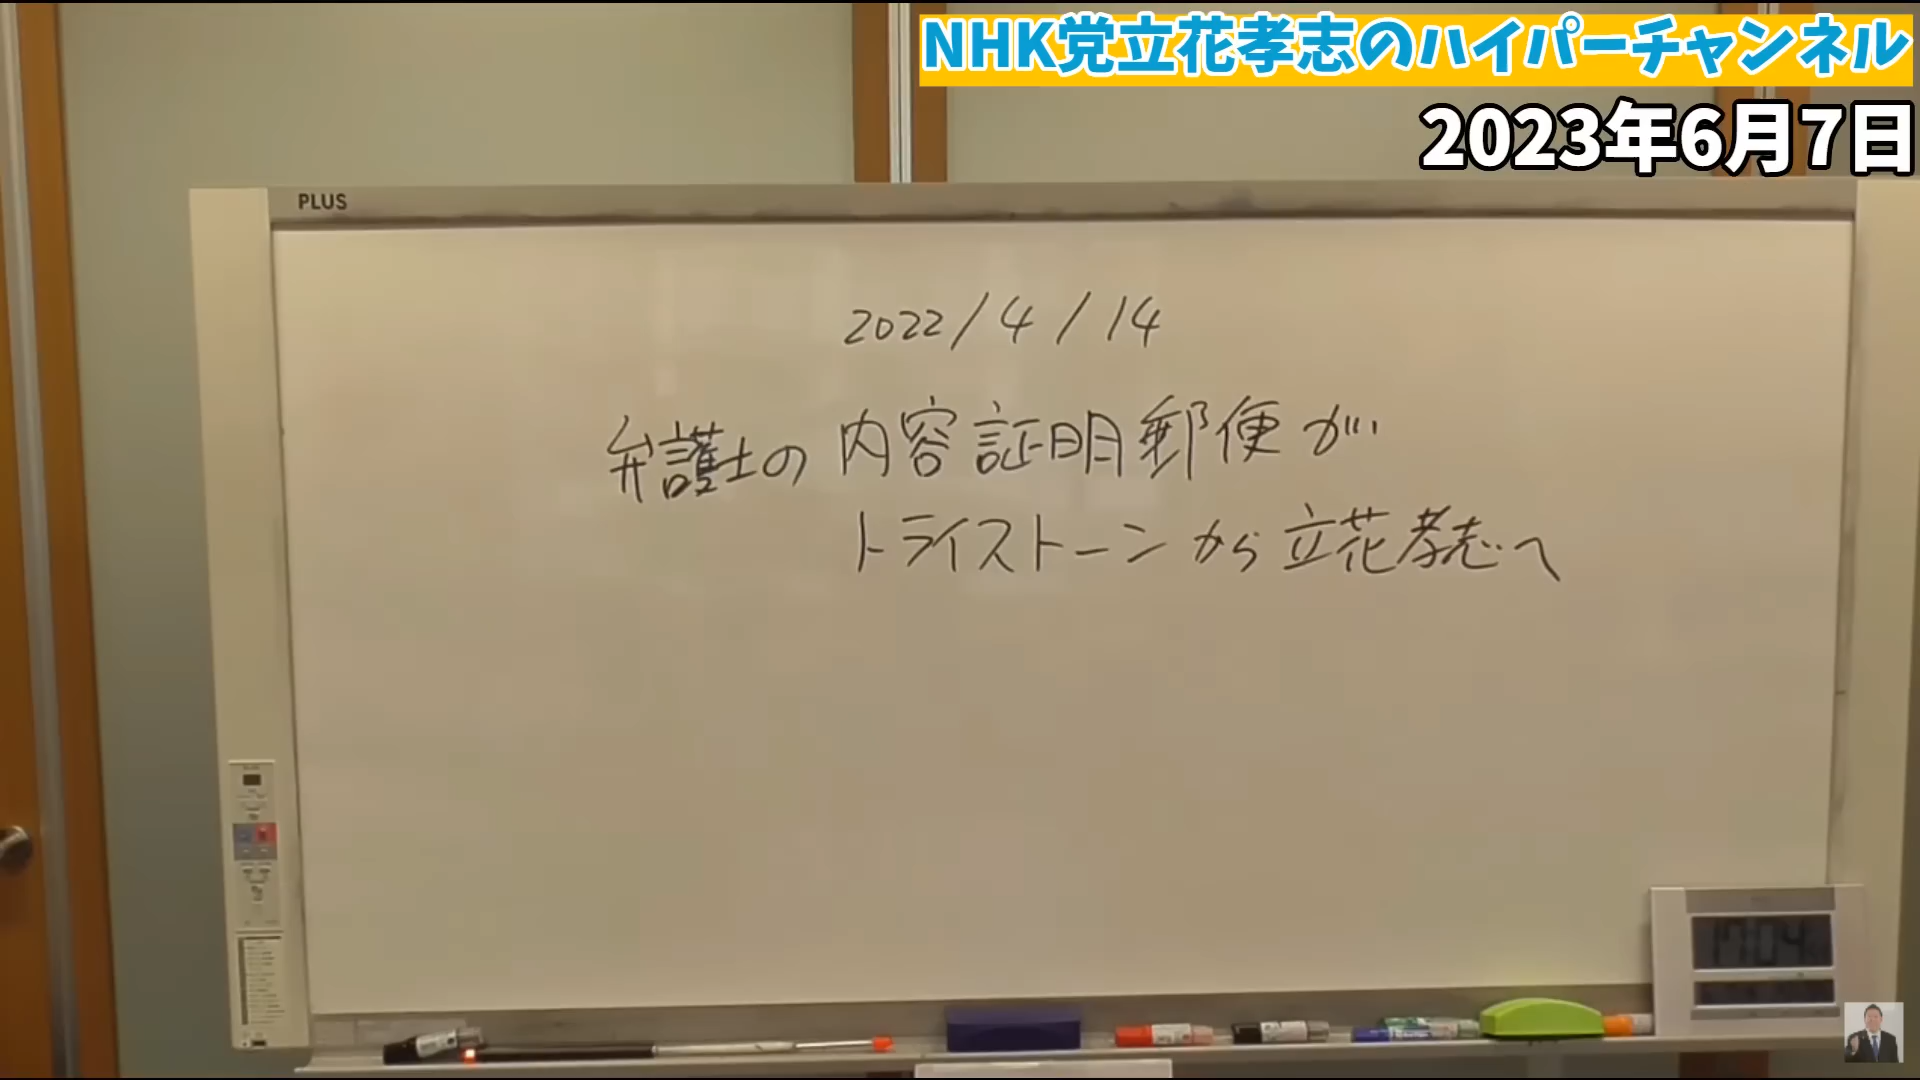 NHK党立花孝志のハイパーチャンネル
2023年6月7日
PLUS
2022/4/14
弁護士の内容証明郵便が
トライストーンから立花孝志へ
17:04